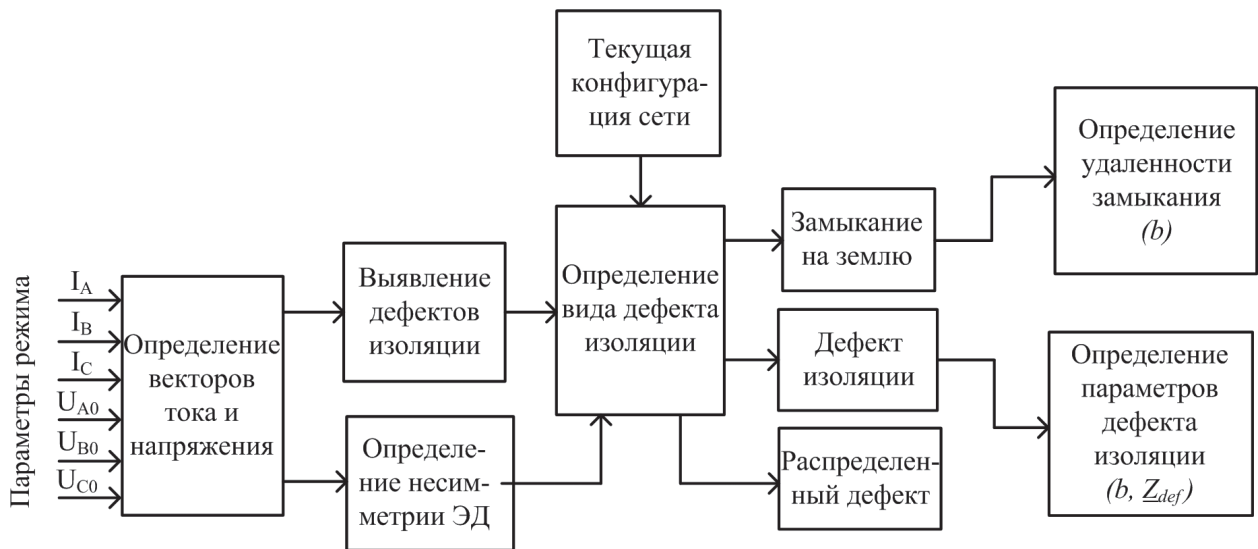 Текущая
конфигура-
ция сети
Параметры режима
I_A
I_B
I_C
U_A0
U_B0
U_C0
Определение
векторов
тока и
напряжения
Выявление
дефектов
изоляции
Определе-
ние несим-
метрии ЭД
Определение
вида дефекта
изоляции
Замыкание
на землю
Дефект
изоляции
Распределен-
ный дефект
Определение
удаленности
замыкания
(b)
Определение
параметров
дефекта
изоляции
(b, Z_def)